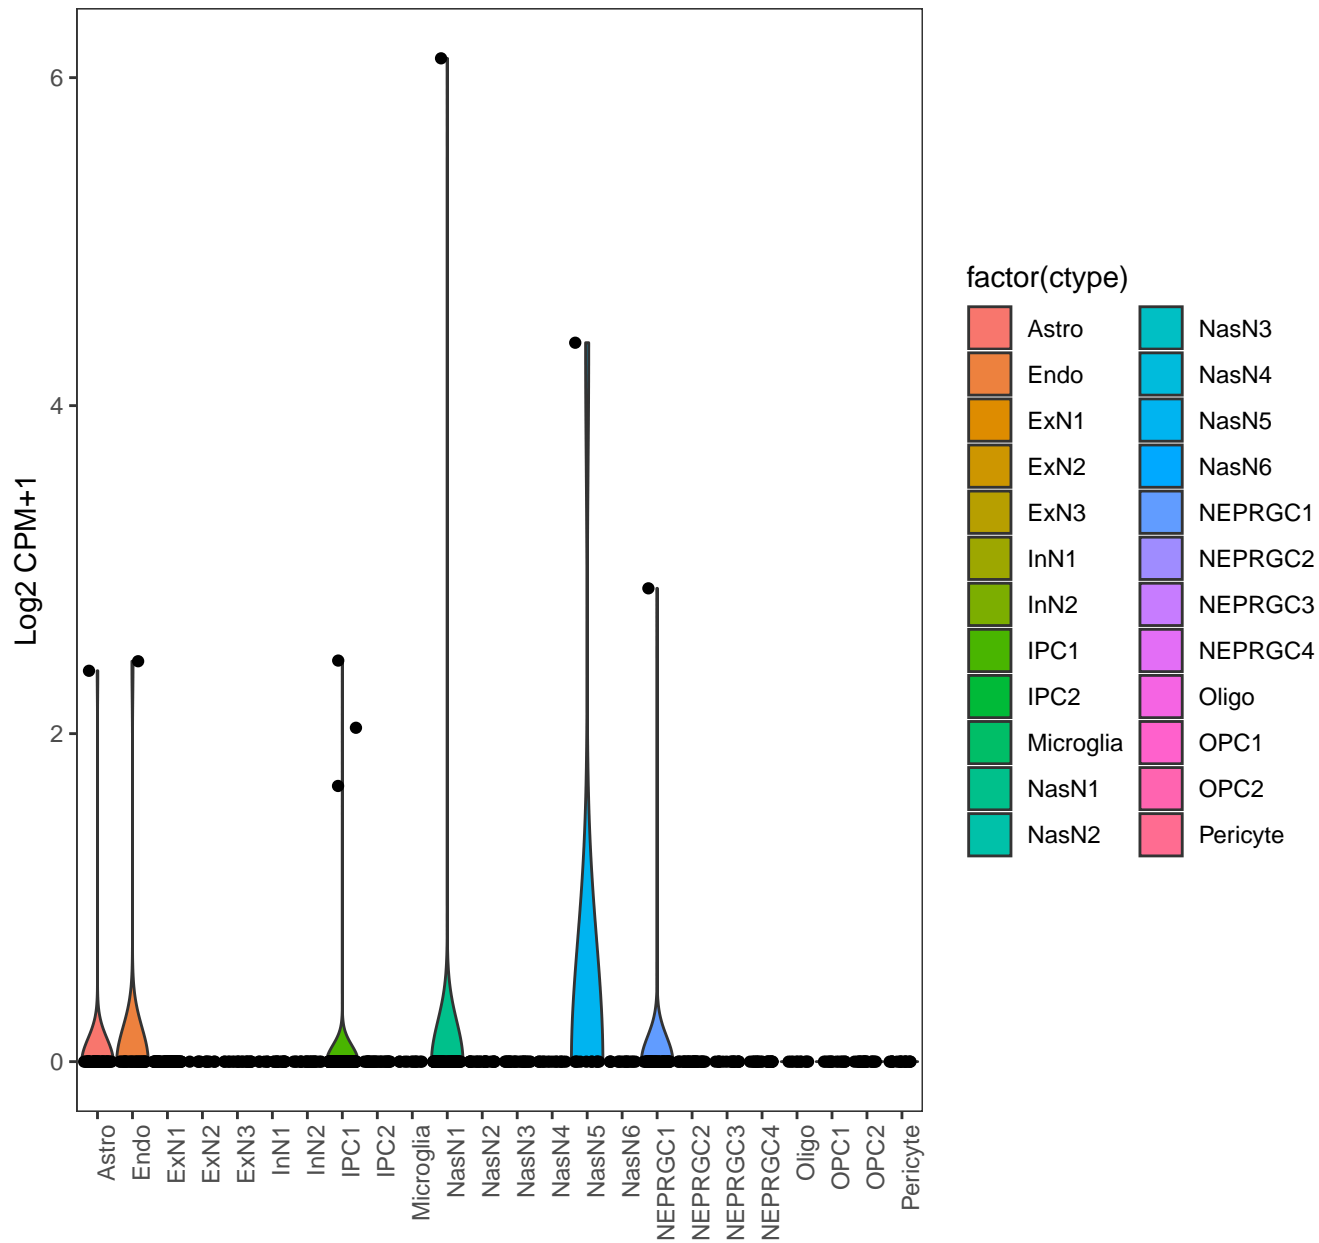 6
4
2
0
Log2 CPM+1
Astro
Endo
ExN1
ExN2
ExN3
InN1
InN2
IPC1
IPC2
Microglia
NasN1
NasN2
NasN3
NasN4
NasN5
NasN6
NEPRGC1
NEPRGC2
NEPRGC3
NEPRGC4
Oligo
OPC1
OPC2
Pericyte
factor(ctype)
Astro
Endo
ExN1
ExN2
ExN3
InN1
InN2
IPC1
IPC2
Microglia
NasN1
NasN2
NasN3
NasN4
NasN5
NasN6
NEPRGC1
NEPRGC2
NEPRGC3
NEPRGC4
Oligo
OPC1
OPC2
Pericyte